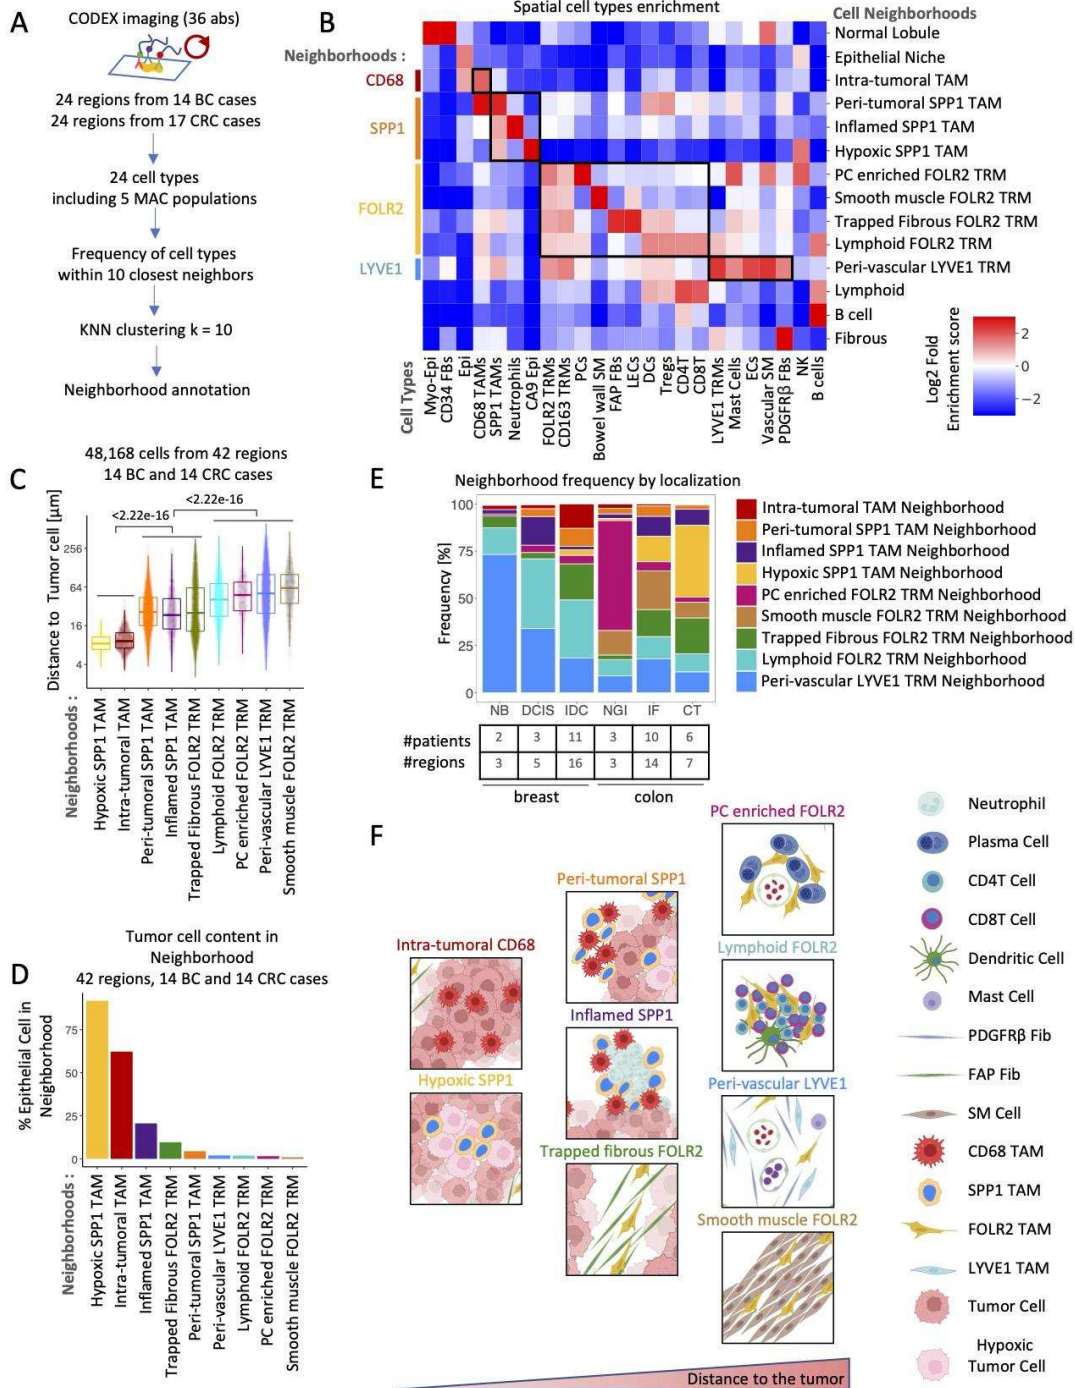 A
CODEX imaging (36 abs)
24 regions from 14 BC cases
24 regions from 17 CRC cases
24 cell types
including 5 MAC populations
Frequency of cell types
within 10 closest neighbors
KNN clustering k = 10
Neighborhood annotation
B
Spatial cell types enrichment
Cell Neighborhoods
Neighborhoods :
CD68
SPP1
FOLR2
LYVE1
Normal Lobule
Epithelial Niche
Intra-tumoral TAM
Peri-tumoral SPP1 TAM
Inflamed SPP1 TAM
Hypoxic SPP1 TAM
PC enriched FOLR2 TRM
Smooth muscle FOLR2 TRM
Trapped Fibrous FOLR2 TRM
Lymphoid FOLR2 TRM
Peri-vascular LYVE1 TRM
Lymphoid
B cell
Fibrous
Cell Types
Myo-Epi
CD34 FBs
Epi
CD68 TAMs
SPP1 TAMs
Neutrophils
CA9 Epi
FOLR2 TRMs
CD163 TRMs
PCs
Bowel wall SM
FAP FBs
LECs
DCs
Tregs
CD4T
CD8T
LYVE1 TRMs
Mast Cells
ECs
Vascular SM
PDGFRβ FBs
NK
B cells
Log2 Fold
Enrichment score
2
0
−2
C
48,168 cells from 42 regions
14 BC and 14 CRC cases
<2.22e-16
<2.22e-16
Distance to Tumor cell [µm]
256
64
16
4
Neighborhoods :
Hypoxic SPP1 TAM
Intra-tumoral TAM
Peri-tumoral SPP1 TAM
Inflamed SPP1 TAM
Trapped Fibrous FOLR2 TRM
Lymphoid FOLR2 TRM
PC enriched FOLR2 TRM
Peri-vascular LYVE1 TRM
Smooth muscle FOLR2 TRM
D
Tumor cell content in
Neighborhood
42 regions, 14 BC and 14 CRC cases
% Epithelial Cell in
Neighborhood
75
50
25
0
Neighborhoods :
Hypoxic SPP1 TAM
Intra-tumoral TAM
Inflamed SPP1 TAM
Trapped Fibrous FOLR2 TRM
Peri-tumoral SPP1 TAM
Peri-vascular LYVE1 TRM
Lymphoid FOLR2 TRM
PC enriched FOLR2 TRM
Smooth muscle FOLR2 TRM
E
Neighborhood frequency by localization
Frequency [%]
100
75
50
25
0
NB DCIS IDC NGI IF CT
#patients 2 3 11 3 10 6
#regions 3 5 16 3 14 7
breast colon
Intra-tumoral TAM Neighborhood
Peri-tumoral SPP1 TAM Neighborhood
Inflamed SPP1 TAM Neighborhood
Hypoxic SPP1 TAM Neighborhood
PC enriched FOLR2 TRM Neighborhood
Smooth muscle FOLR2 TRM Neighborhood
Trapped Fibrous FOLR2 TRM Neighborhood
Lymphoid FOLR2 TRM Neighborhood
Peri-vascular LYVE1 TRM Neighborhood
F
Intra-tumoral CD68
Hypoxic SPP1
Peri-tumoral SPP1
Inflamed SPP1
Trapped fibrous FOLR2
PC enriched FOLR2
Lymphoid FOLR2
Peri-vascular LYVE1
Smooth muscle FOLR2
Distance to the tumor
Neutrophil
Plasma Cell
CD4T Cell
CD8T Cell
Dendritic Cell
Mast Cell
PDGFRβ Fib
FAP Fib
SM Cell
CD68 TAM
SPP1 TAM
FOLR2 TAM
LYVE1 TAM
Tumor Cell
Hypoxic
Tumor Cell